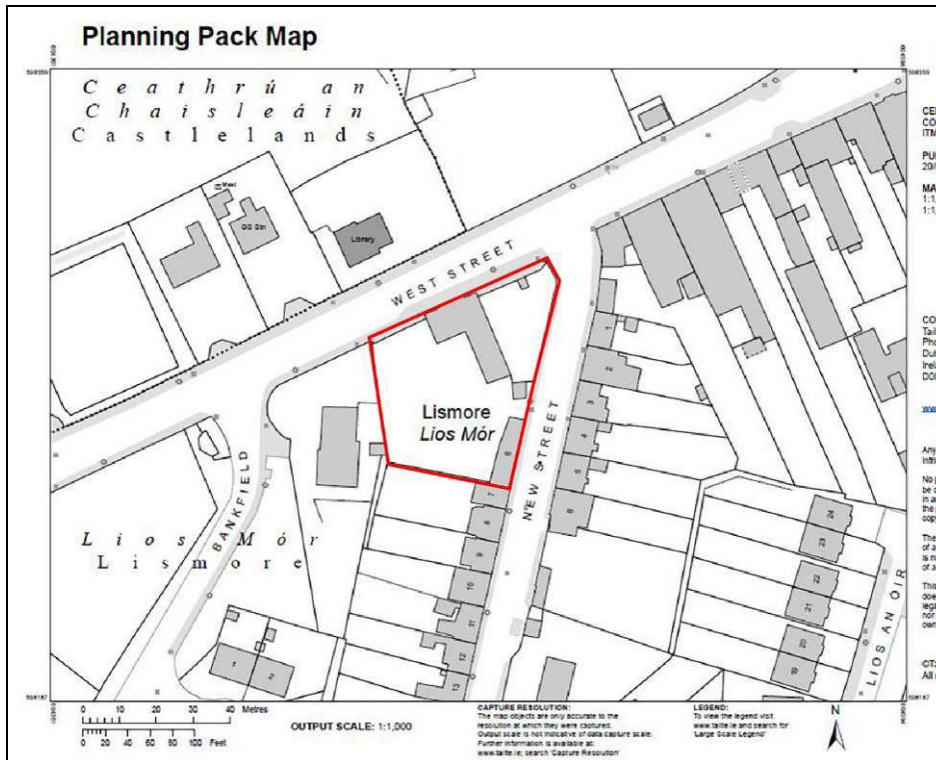 Planning Pack Map
Ceathrú an
Chaisleáin
Castlelands
GG Stn
Library
WEST STREET
Lismore
Lios Mór
NEW STREET
1
2
3
4
5
6
6
7
8
9
10
11
12
13
BANKFIELD
Lios Mór
Lismore
1
2
24
23
22
21
20
19
LIOS AN OIR
0 10 20 30 40 Metres
0 20 40 60 80 100 Feet
OUTPUT SCALE: 1:1,000
CAPTURE RESOLUTION:
The map objects are only accurate to the
resolution at which they were captured.
Output scale is not indicative of data capture scale.
Further information is available at:
www.tailte.ie; search 'Capture Resolution'
LEGEND:
To view the legend visit
www.tailte.ie and search for
'Large Scale Legend'
N